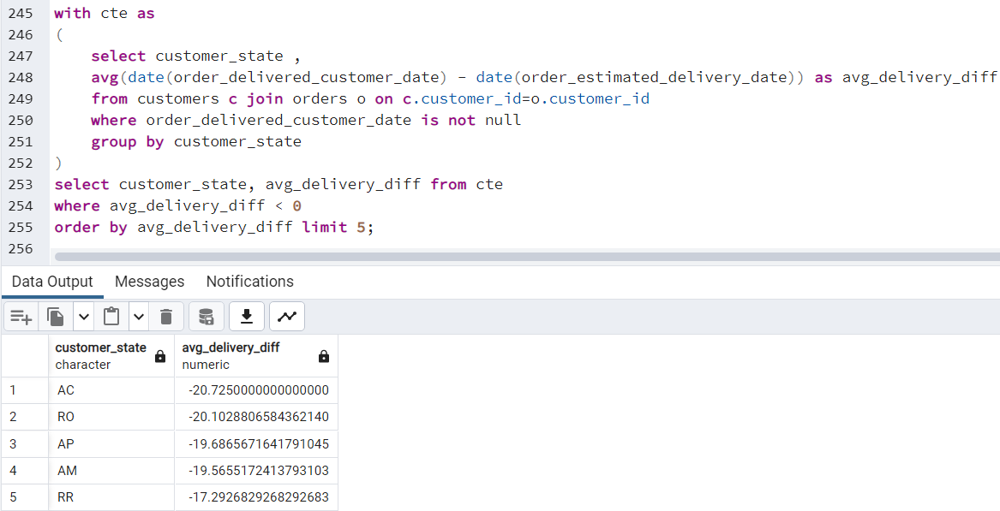 245 with cte as
246 (
247 select customer_state ,
248 avg(date(order_delivered_customer_date) - date(order_estimated_delivery_date)) as avg_delivery_diff
249 from customers c join orders o on c.customer_id=o.customer_id
250 where order_delivered_customer_date is not null
251 group by customer_state
252 )
253 select customer_state, avg_delivery_diff from cte
254 where avg_delivery_diff < 0
255 order by avg_delivery_diff limit 5;
256
Data Output Messages Notifications
customer_state avg_delivery_diff
character numeric
1 AC -20.7250000000000000
2 RO -20.1028806584362140
3 AP -19.6865671641791045
4 AM -19.5655172413793103
5 RR -17.2926829268292683